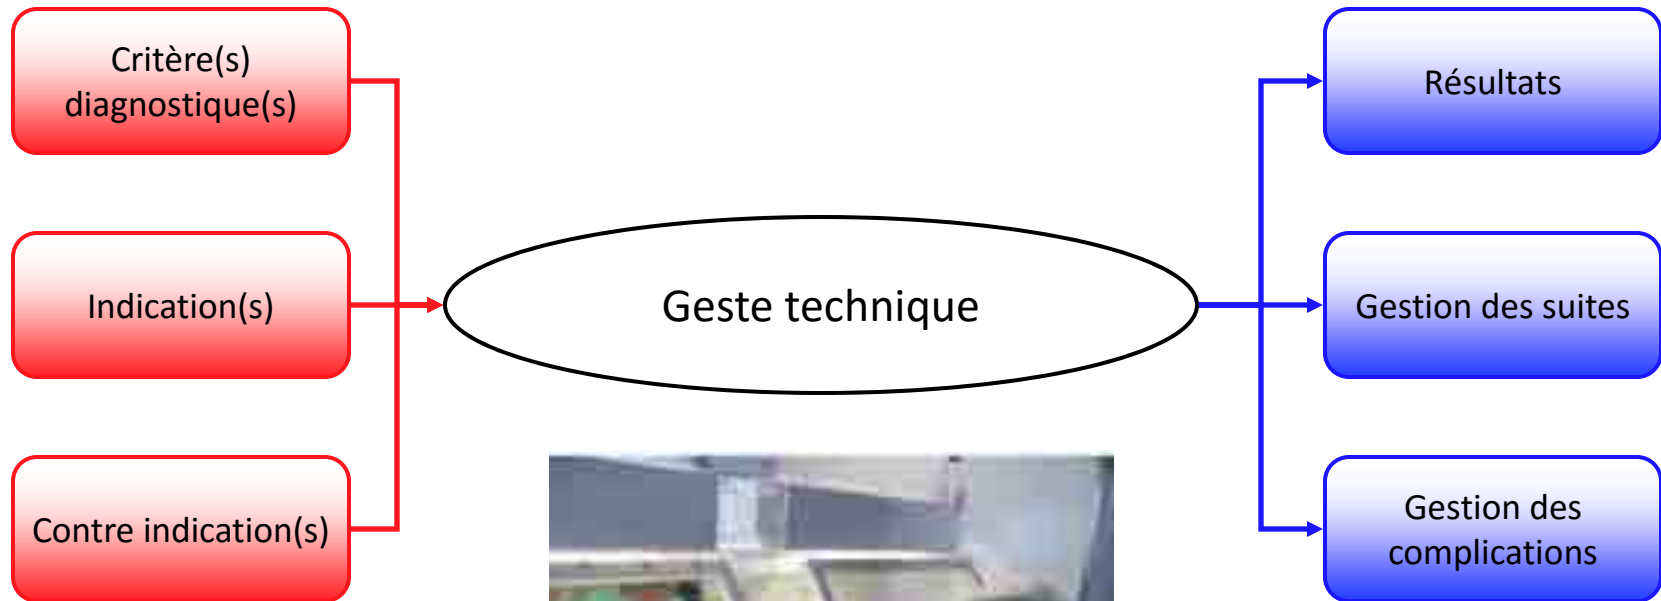 Critère(s)
diagnostique(s)
Indication(s)
Contre indication(s)
Geste technique
Résultats
Gestion des suites
Gestion des
complications